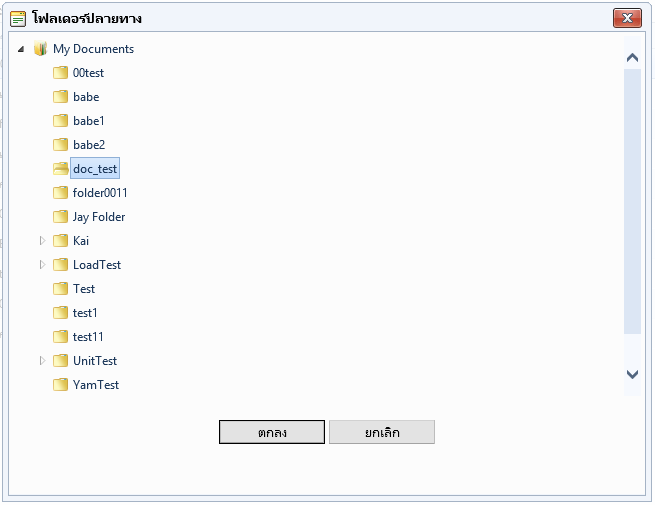 โฟลเดอร์ปลายทาง
My Documents
00test
babe
babe1
babe2
doc_test
folder0011
Jay Folder
Kai
LoadTest
Test
test1
test11
UnitTest
YamTest
ตกลง ยกเลิก